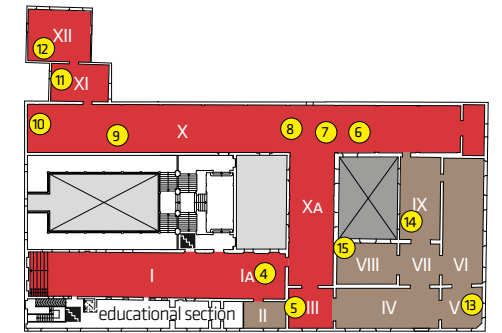 XII
12
11
XI
10
9
X
8
7
6
XA
IX
14
15
I
IA
4
VIII
VII
VI
5
III
IV
V
13
educational section
II